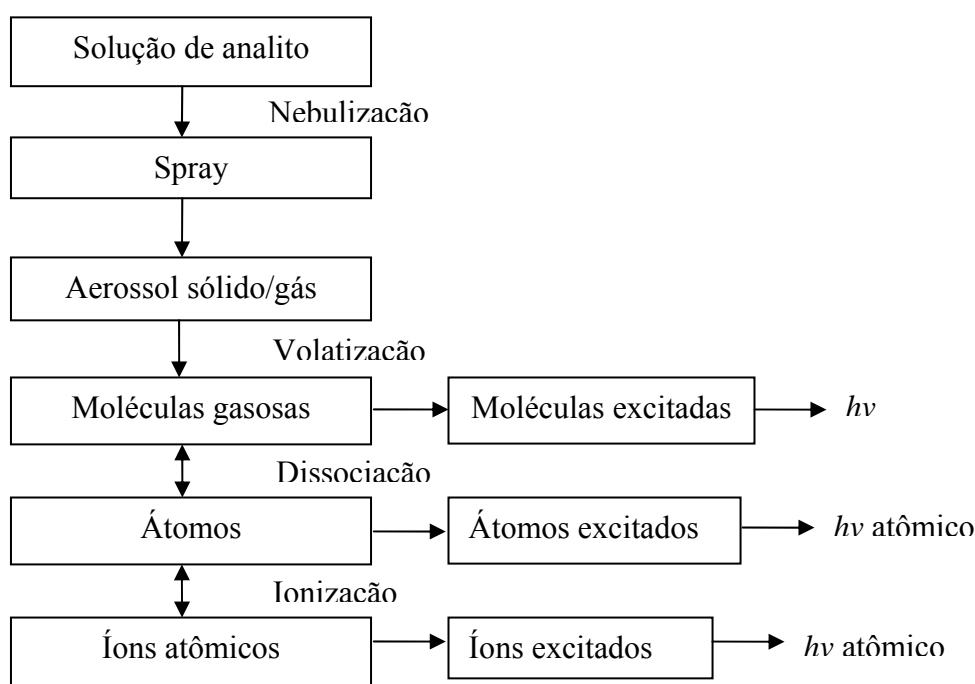 Solução de analito
Nebulização
Spray
Aerossol sólido/gás
Volatização
Moléculas gasosas
Moléculas excitadas
hν
Dissociação
Átomos
Átomos excitados
hν atômico
Ionização
Íons atômicos
Íons excitados
hν atômico